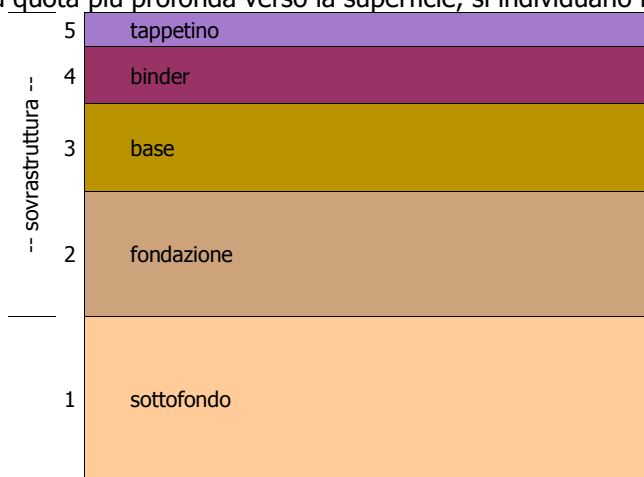 quota più profonda verso la superficie, si individuano
5 tappetino
4 binder
3 base
-- sovrastruttura --
2 fondazione
1 sottofondo